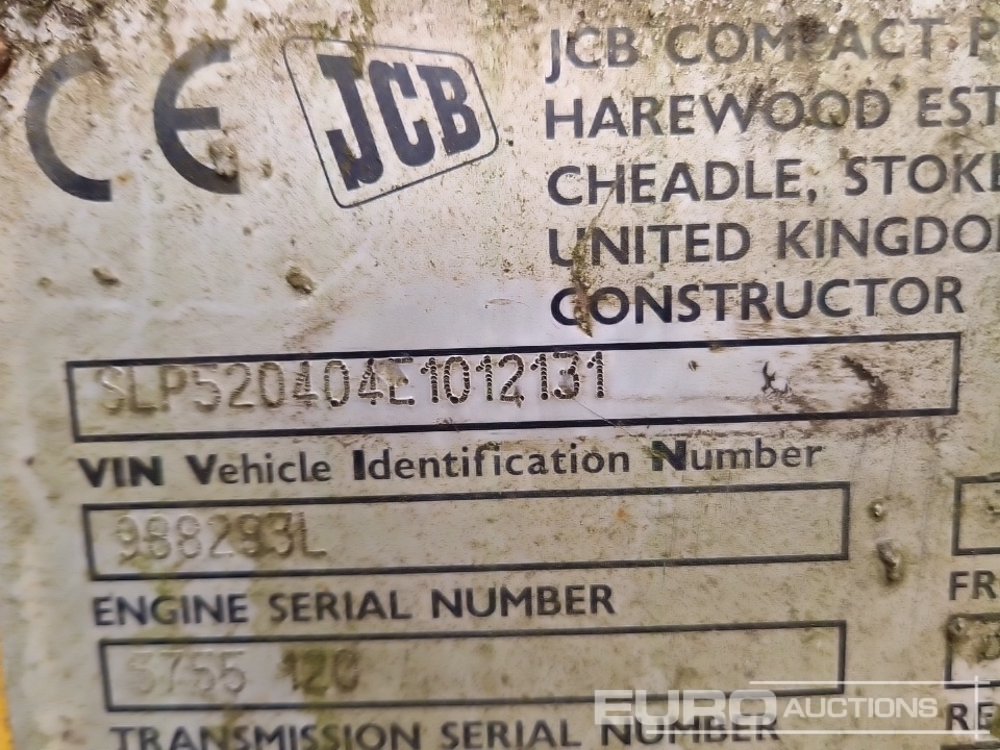 CE JCB JCB COMPACT P
HAREWOOD EST
CHEADLE, STOKE
UNITED KINGDO
CONSTRUCTOR
SLP520404E1012131
VIN Vehicle Identification Number
988293L
ENGINE SERIAL NUMBER
FR
TRANSMISSION SERIAL NUMBER
RE
EURO AUCTIONS